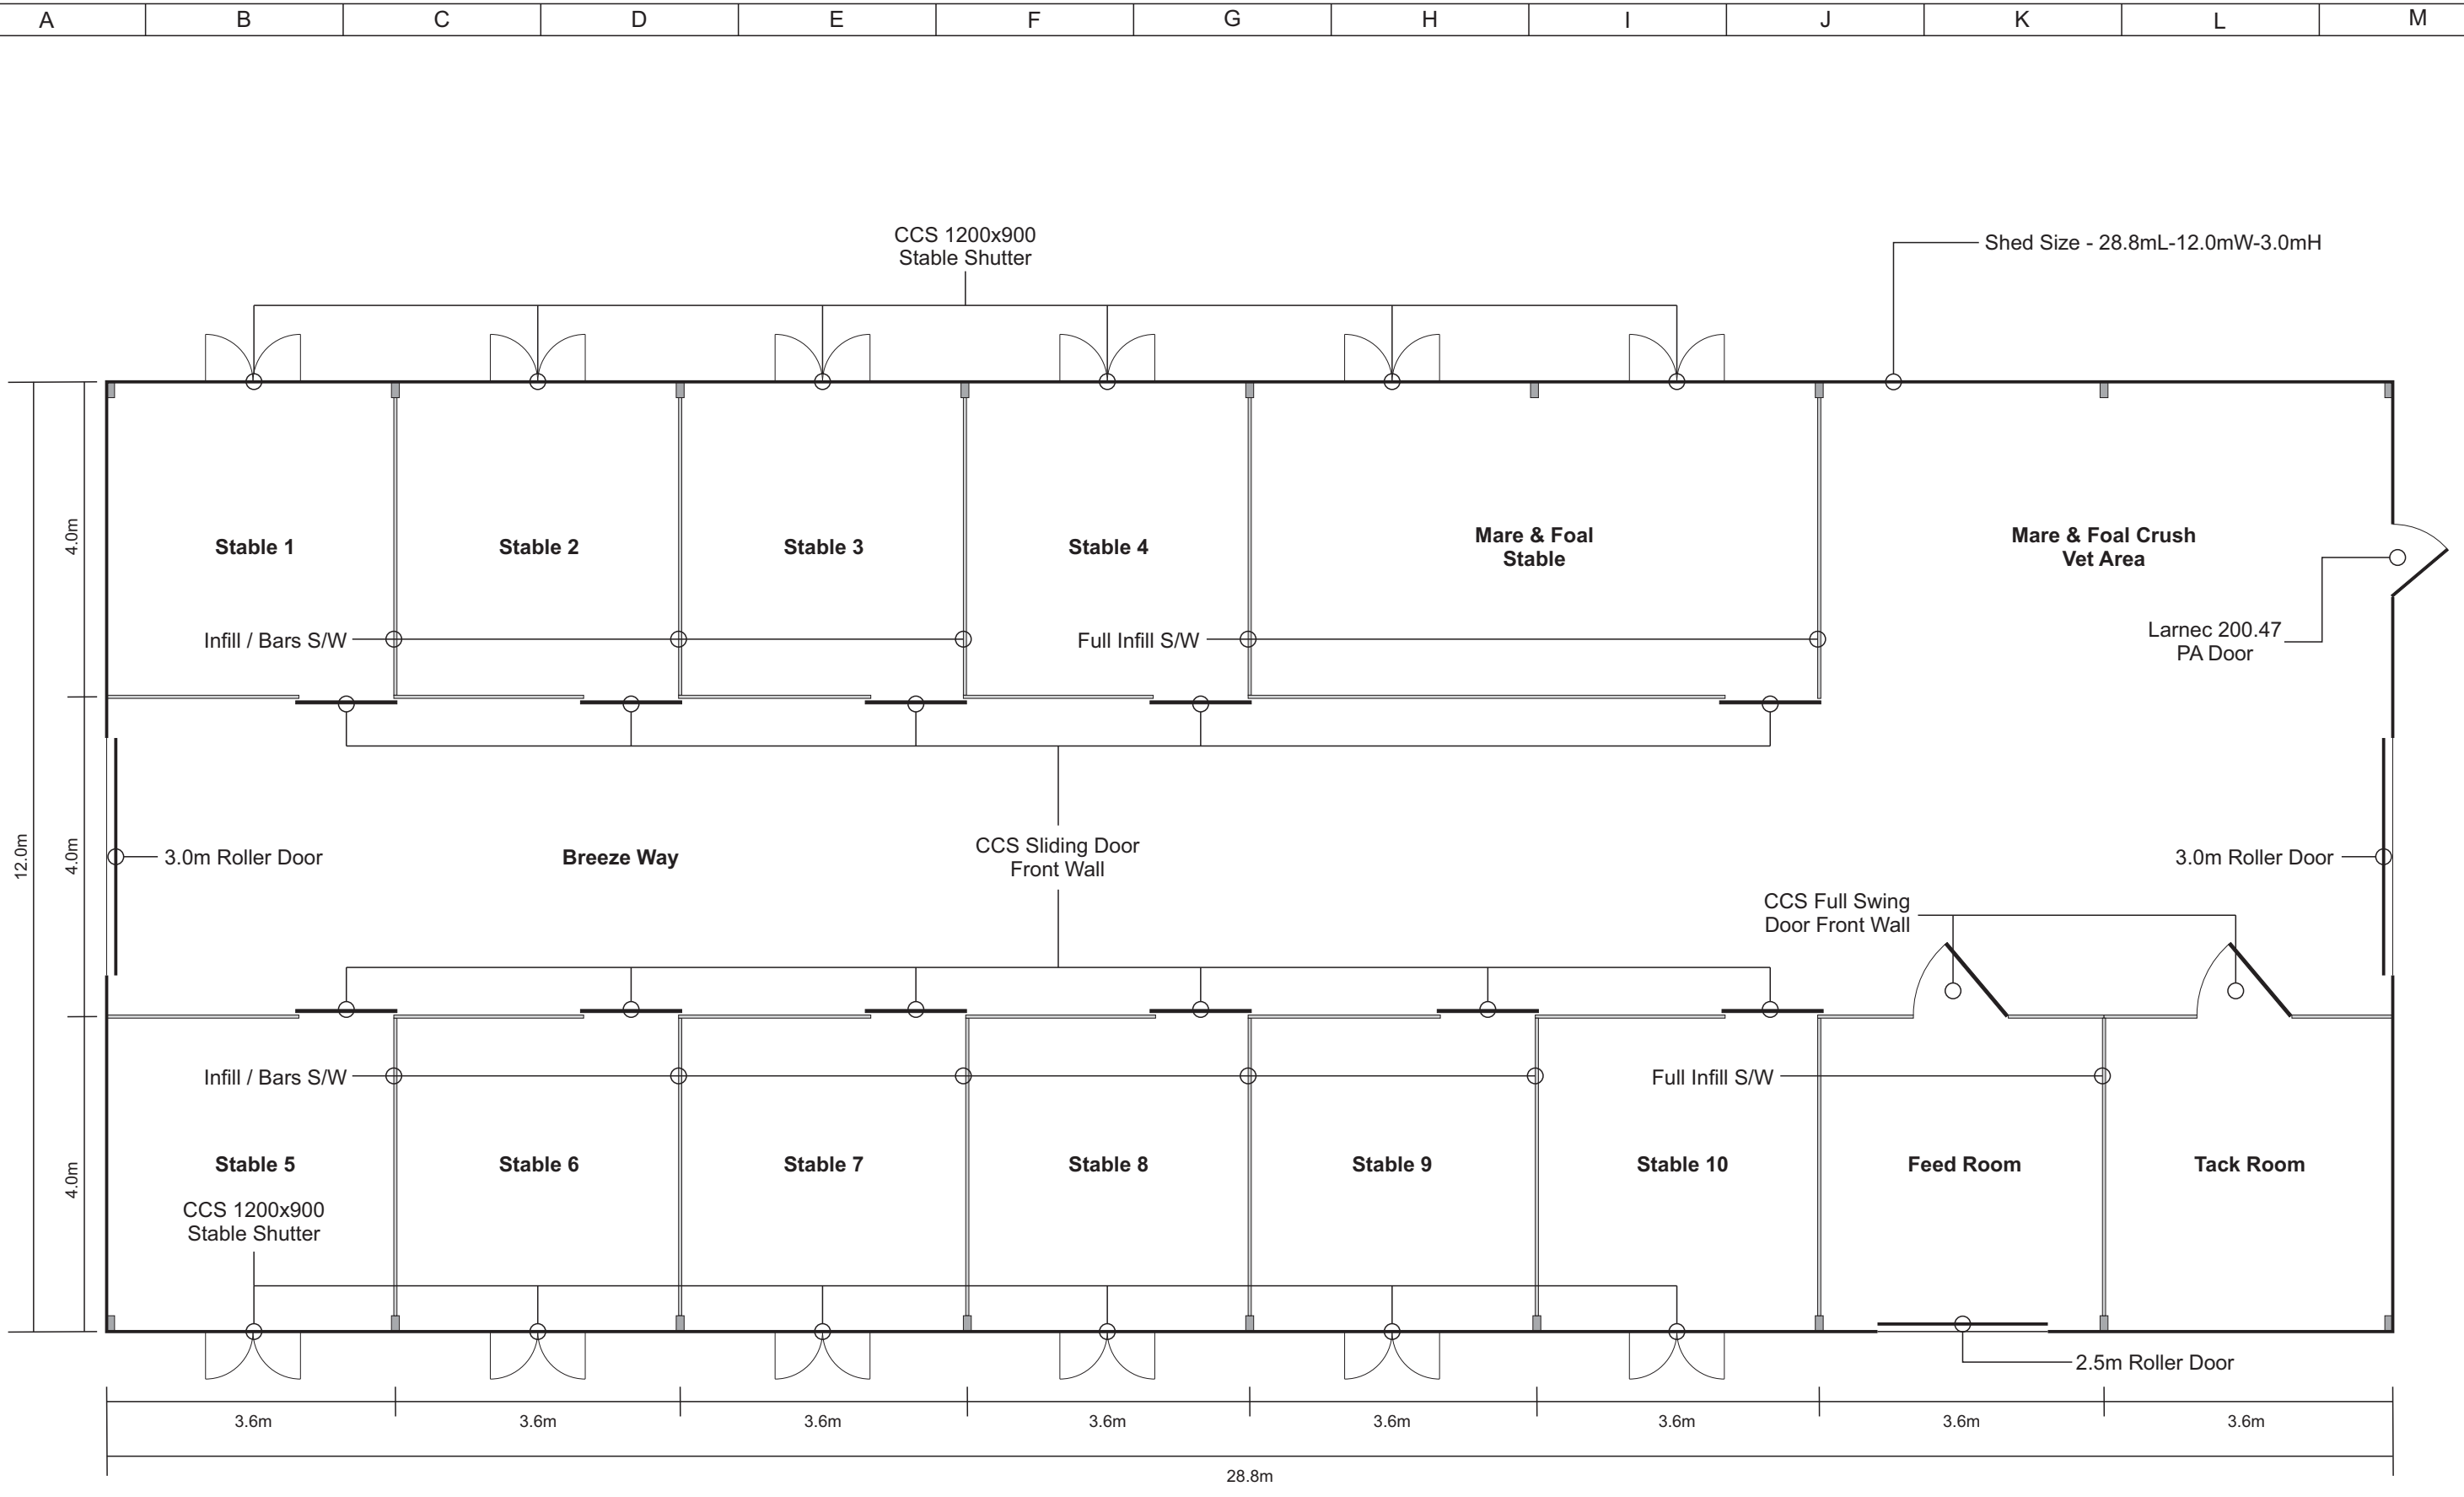 A B C D E F G H I J K L M
CCS 1200x900
Stable Shutter
Shed Size - 28.8mL-12.0mW-3.0mH
Stable 1
Stable 2
Stable 3
Stable 4
Mare & Foal
Stable
Mare & Foal Crush
Vet Area
4.0m
Infill / Bars S/W
Full Infill S/W
Larnec 200.47
PA Door
12.0m
4.0m
3.0m Roller Door
Breeze Way
CCS Sliding Door
Front Wall
3.0m Roller Door
CCS Full Swing
Door Front Wall
Infill / Bars S/W
Full Infill S/W
4.0m
Stable 5
Stable 6
Stable 7
Stable 8
Stable 9
Stable 10
Feed Room
Tack Room
CCS 1200x900
Stable Shutter
2.5m Roller Door
3.6m 3.6m 3.6m 3.6m 3.6m 3.6m 3.6m 3.6m
28.8m